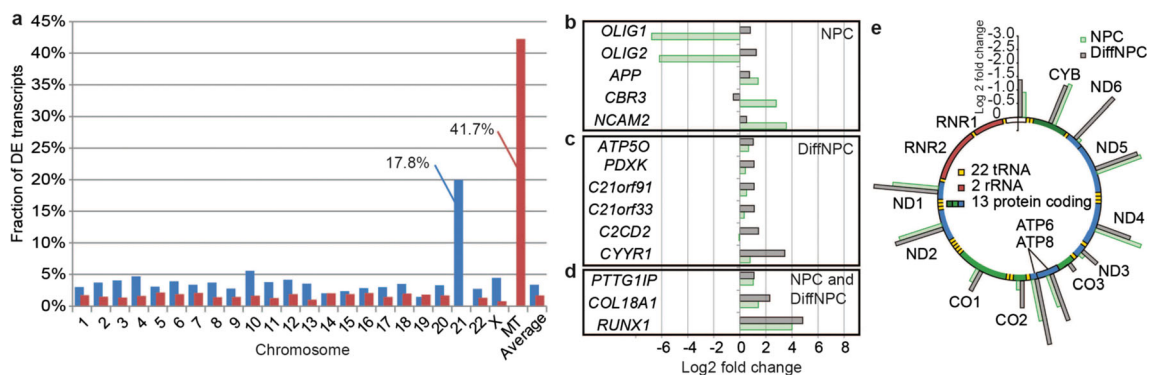 a
Fraction of DE transcripts
45%
40%
35%
30%
25%
20%
15%
10%
5%
0%
41.7%
17.8%
1 2 3 4 5 6 7 8 9 10 11 12 13 14 15 16 17 18 19 20 21 22 X MT Average
Chromosome
b
NPC
OLIG1
OLIG2
APP
CBR3
NCAM2
c
DiffNPC
ATP5O
PDXK
C21orf91
C21orf33
C2CD2
CYYR1
d
NPC and
DiffNPC
PTTG1IP
COL18A1
RUNX1
-6 -4 -2 0 2 4 6 8
Log2 fold change
e
Log 2 fold change
-3.0
-2.5
-2.0
-1.5
-1.0
-0.5
0
NPC
DiffNPC
CYB
ND6
ND5
ND4
ND3
CO3
CO2
CO1
ND2
ND1
RNR2
RNR1
22 tRNA
2 rRNA
13 protein coding
ATP6
ATP8